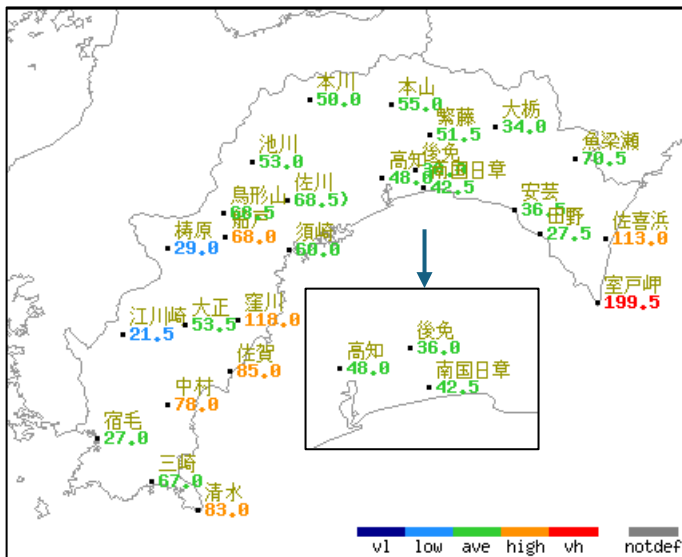 本川
50.0
本山
55.0
大栃
34.0
繁藤
51.5
魚梁瀬
70.5
池川
53.0
高知
48.0
後免
南国日章
42.5
佐川
68.5)
鳥形山
68.5
安芸
36.5
田野
27.5
佐喜浜
113.0
船戸
68.0
梼原
29.0
須崎
60.0
室戸岬
199.5
江川崎
21.5
大正
53.5
窪川
118.0
後免
36.0
高知
48.0
南国日章
42.5
佐賀
85.0
中村
78.0
宿毛
27.0
三崎
67.0
清水
83.0
vl low ave high vh notdef